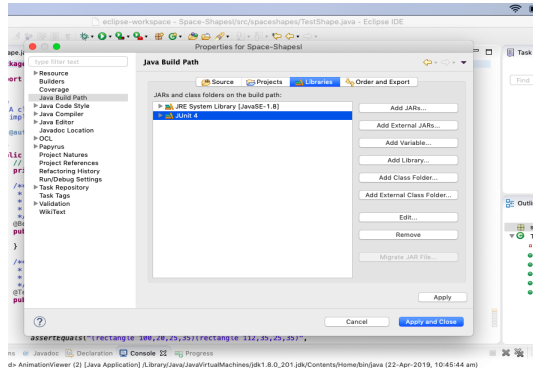 eclipse-workspace - Space-Shapesl/src/spaceshapes/TestShape.java - Eclipse IDE
Properties for Space-Shapesl
type filter text
Resource
Builders
Coverage
Java Build Path
Java Code Style
Java Compiler
Java Editor
Javadoc Location
OCL
Papyrus
Project Natures
Project References
Refactoring History
Run/Debug Settings
Task Repository
Task Tags
Validation
WikiText
Java Build Path
Source Projects Libraries Order and Export
JARs and class folders on the build path:
JRE System Library [JavaSE-1.8]
JUnit 4
Add JARs...
Add External JARs...
Add Variable...
Add Library...
Add Class Folder...
Add External Class Folder...
Edit...
Remove
Migrate JAR File...
Apply
Cancel Apply and Close
Task
Find
Outli
assertEquals("(rectangle 100,20,25,35)(rectangle 112,35,25,35)",
ns @ Javadoc Declaration Console Progress
d> AnimationViewer (2) [Java Application] /Library/Java/JavaVirtualMachines/jdk1.8.0_201.jdk/Contents/Home/bin/java (22-Apr-2019, 10:45:44 am)